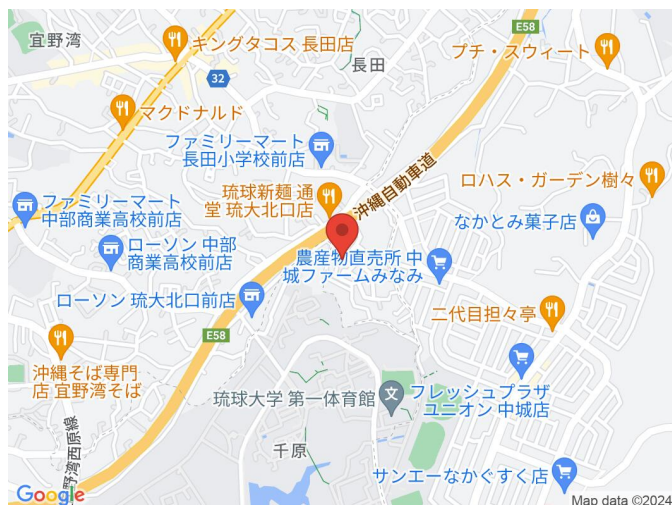 宜野湾
キングタコス 長田店
E58
プチ・スウィート
長田
32
マクドナルド
ファミリーマート
長田小学校前店
沖縄自動車道
ロハス・ガーデン樹々
琉球新麺 通
堂 琉大北口店
ファミリーマート
中部商業高校前店
なかとみ菓子店
ローソン 中部
商業高校前店
農産物直売所 中
城ファームみなみ
ローソン 琉大北口前店
二代目担々亭
E58
沖縄そば専門
店 宜野湾そば
フレッシュプラザ
ユニオン 中城店
琉球大学 第一体育館
文
千原
宜野湾西原線
サンエーなかぐすく店
Google
Map data ©2024